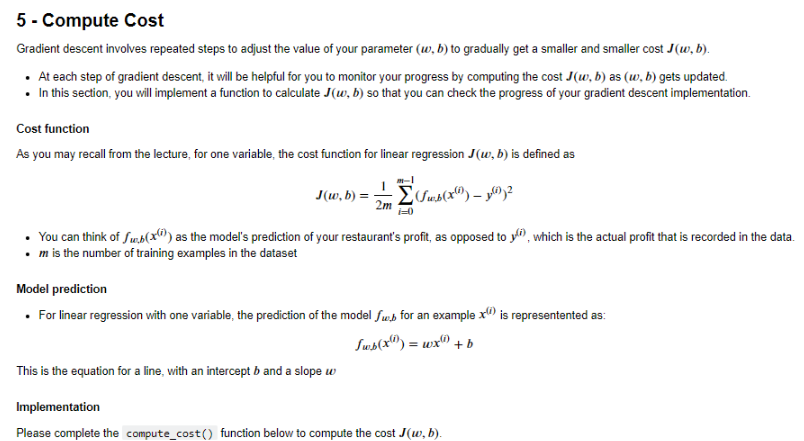 5 - Compute Cost
Gradient descent involves repeated steps to adjust the value of your parameter (w, b) to gradually get a smaller and smaller cost J(w, b).
• At each step of gradient descent, it will be helpful for you to monitor your progress by computing the cost J(w, b) as (w, b) gets updated.
• In this section, you will implement a function to calculate J(w, b) so that you can check the progress of your gradient descent implementation.
Cost function
As you may recall from the lecture, for one variable, the cost function for linear regression J(w, b) is defined as
J(w, b) = \frac{1}{2m} \sum_{i=0}^{m-1} (f_{w,b}(x^{(i)}) - y^{(i)})^2
• You can think of f_{w,b}(x^{(i)}) as the model's prediction of your restaurant's profit, as opposed to y^{(i)}, which is the actual profit that is recorded in the data.
• m is the number of training examples in the dataset
Model prediction
• For linear regression with one variable, the prediction of the model f_{w,b} for an example x^{(i)} is representented as:
f_{w,b}(x^{(i)}) = wx^{(i)} + b
This is the equation for a line, with an intercept b and a slope w
Implementation
Please complete the compute_cost() function below to compute the cost J(w, b).